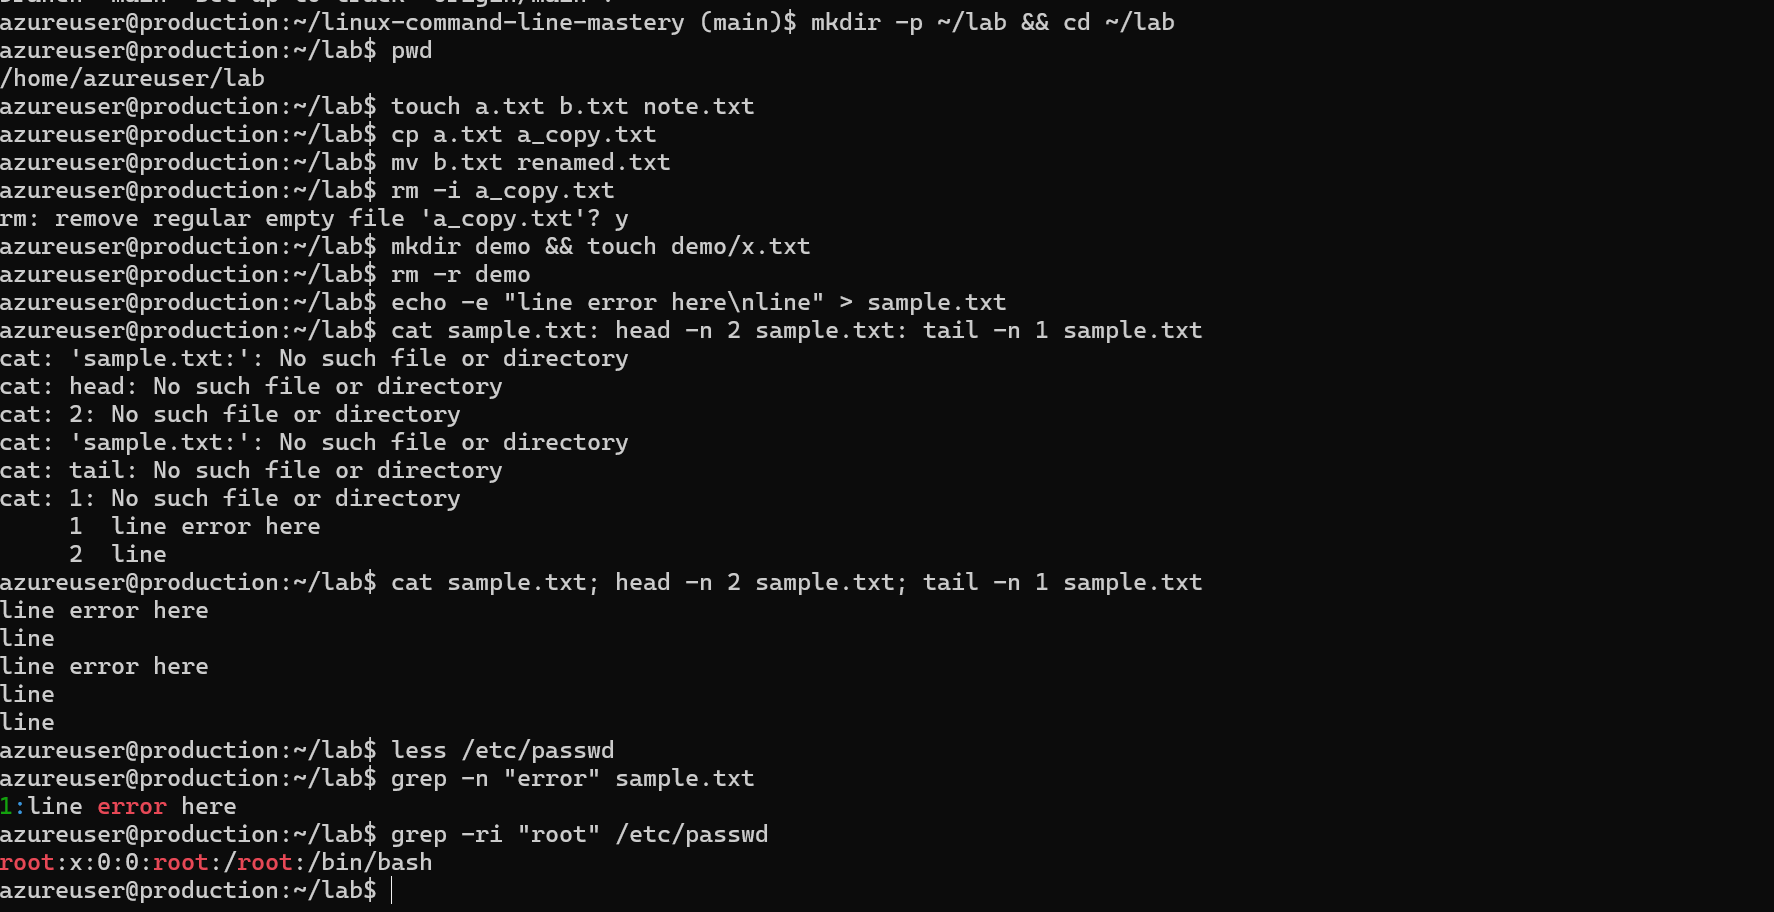 azureuser@production:~/linux-command-line-mastery (main)$ mkdir -p ~/lab && cd ~/lab
azureuser@production:~/lab$ pwd
/home/azureuser/lab
azureuser@production:~/lab$ touch a.txt b.txt note.txt
azureuser@production:~/lab$ cp a.txt a_copy.txt
azureuser@production:~/lab$ mv b.txt renamed.txt
azureuser@production:~/lab$ rm -i a_copy.txt
rm: remove regular empty file 'a_copy.txt'? y
azureuser@production:~/lab$ mkdir demo && touch demo/x.txt
azureuser@production:~/lab$ rm -r demo
azureuser@production:~/lab$ echo -e "line error here\nline" > sample.txt
azureuser@production:~/lab$ cat sample.txt: head -n 2 sample.txt: tail -n 1 sample.txt
cat: 'sample.txt:': No such file or directory
cat: head: No such file or directory
cat: 2: No such file or directory
cat: 'sample.txt:': No such file or directory
cat: tail: No such file or directory
cat: 1: No such file or directory
     1  line error here
     2  line
azureuser@production:~/lab$ cat sample.txt; head -n 2 sample.txt; tail -n 1 sample.txt
line error here
line
line error here
line
line
azureuser@production:~/lab$ less /etc/passwd
azureuser@production:~/lab$ grep -n "error" sample.txt
1:line error here
azureuser@production:~/lab$ grep -ri "root" /etc/passwd
root:x:0:0:root:/root:/bin/bash
azureuser@production:~/lab$